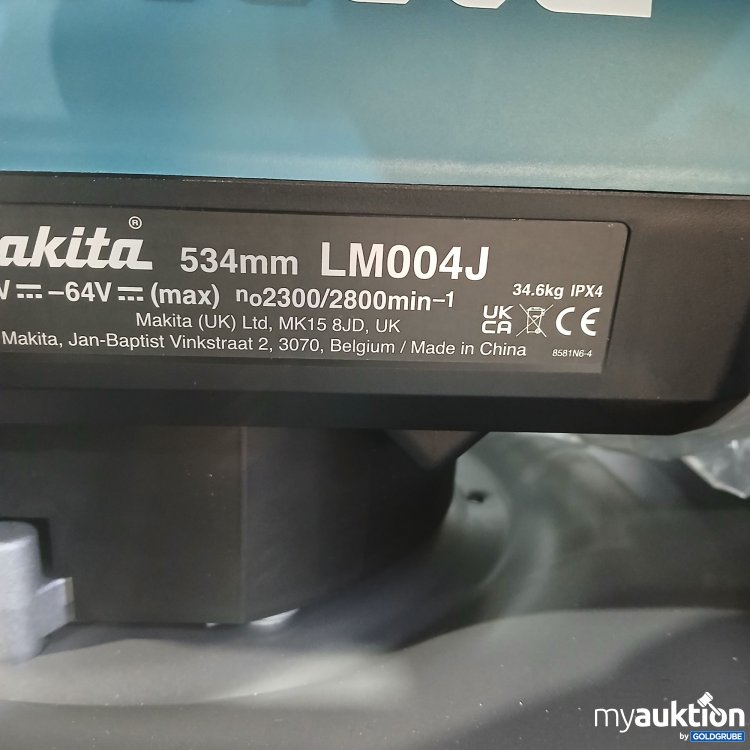 akita® 534mm LM004J
V⎓–64V⎓(max) no2300/2800min–1 34.6kg IPX4
Makita (UK) Ltd, MK15 8JD, UK
Makita, Jan-Baptist Vinkstraat 2, 3070, Belgium / Made in China
UK
CA CE
8581N6-4
myauktion
by GOLDGRUBE